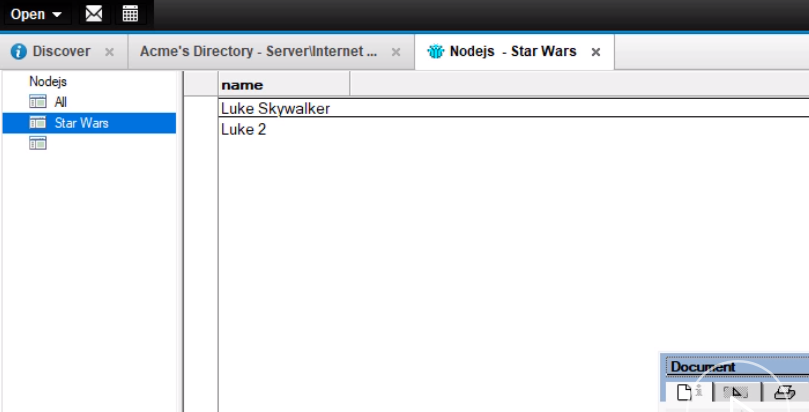 Open
Discover
Acme's Directory - Server\Internet ...
Nodejs - Star Wars
Nodejs
All
Star Wars
name
Luke Skywalker
Luke 2
Document